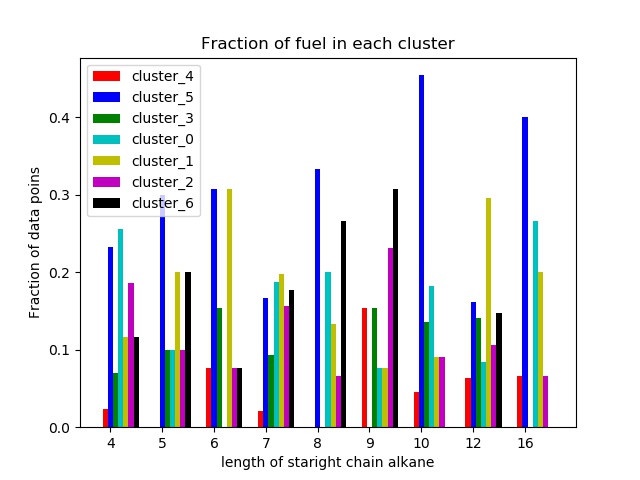 Fraction of fuel in each cluster
cluster_4
cluster_5
cluster_3
cluster_0
cluster_1
cluster_2
cluster_6
Fraction of data poins
0.4
0.3
0.2
0.1
0.0
4 5 6 7 8 9 10 12 16
length of staright chain alkane